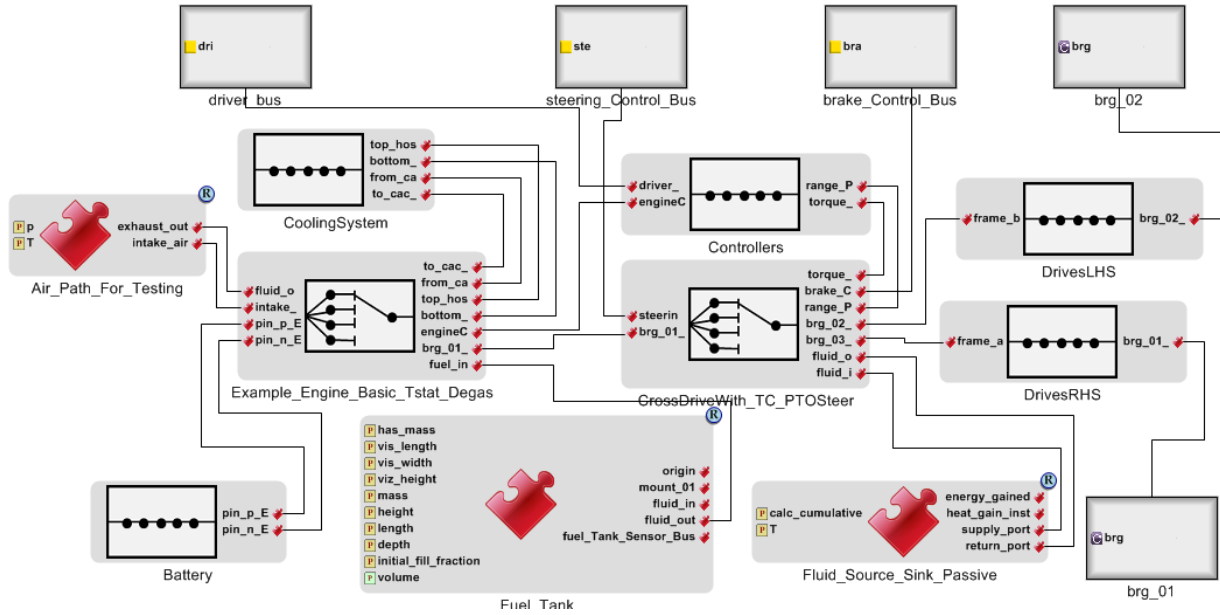 dri
driver_bus
ste
steering_Control_Bus
bra
brake_Control_Bus
C brg
brg_02
top_hos
bottom_
from_ca
to_cac_
CoolingSystem
R
P p
P T
exhaust_out
intake_air
Air_Path_For_Testing
driver_
engineC
range_P
torque_
Controllers
frame_b
brg_02_
DrivesLHS
fluid_o
intake_
pin_p_E
pin_n_E
to_cac_
from_ca
top_hos
bottom_
engineC
brg_01_
fuel_in
Example_Engine_Basic_Tstat_Degas
steerin
brg_01_
torque_
brake_C
range_P
brg_02_
brg_03_
fluid_o
fluid_i
CrossDriveWith_TC_PTOSteer
frame_a
brg_01_
DrivesRHS
pin_p_E
pin_n_E
Battery
R
P has_mass
P vis_length
P vis_width
P viz_height
P mass
P height
P length
P depth
P initial_fill_fraction
P volume
origin
mount_01
fluid_in
fluid_out
fuel_Tank_Sensor_Bus
Fuel_Tank
R
P calc_cumulative
P T
energy_gained
heat_gain_inst
supply_port
return_port
Fluid_Source_Sink_Passive
C brg
brg_01